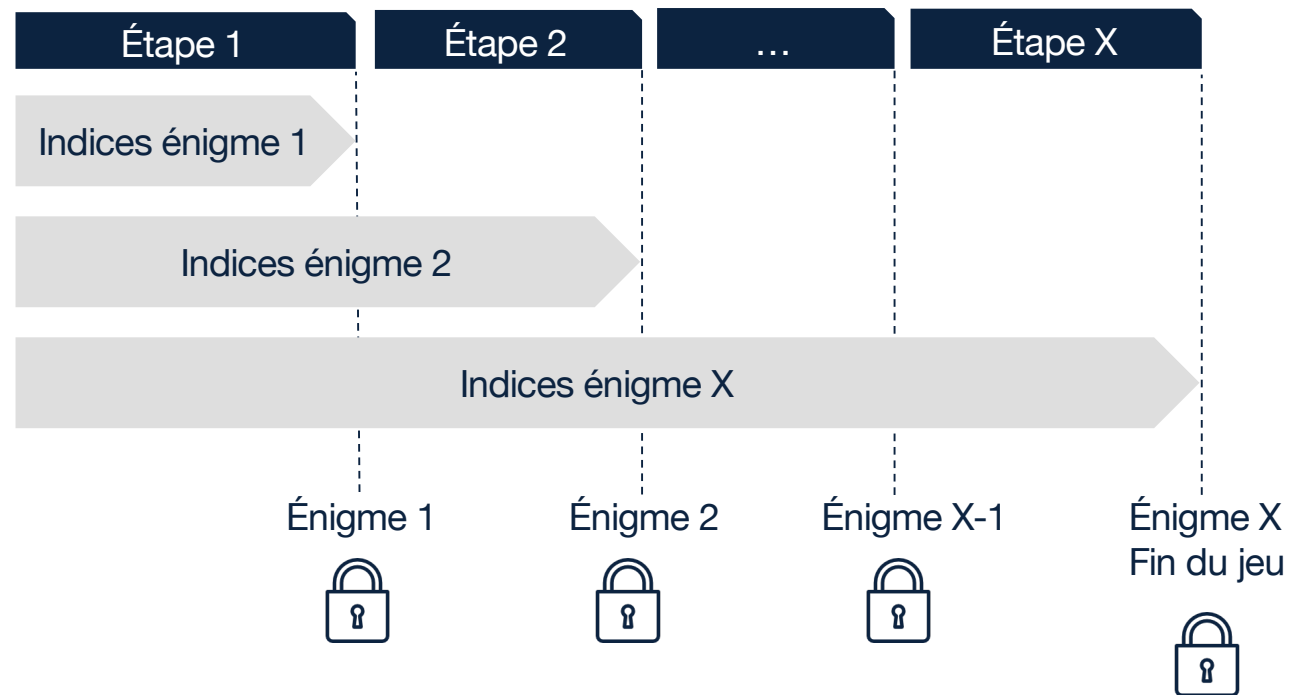 Étape 1
Étape 2
…
Étape X
Indices énigme 1
Indices énigme 2
Indices énigme X
Énigme 1
Énigme 2
Énigme X-1
Énigme X
Fin du jeu